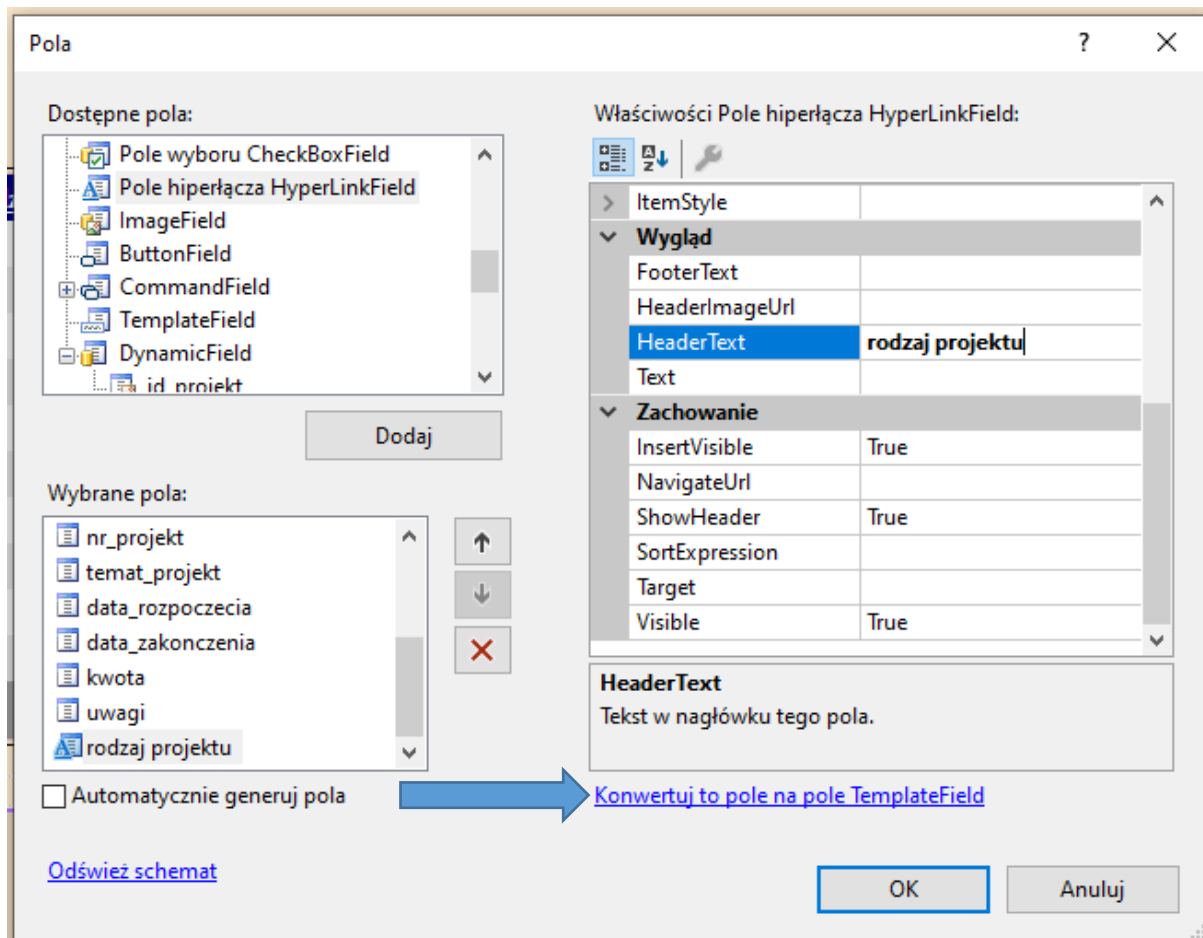 Pola
?
Dostępne pola:
Pole wyboru CheckBoxField
Pole hiperłącza HyperLinkField
ImageField
ButtonField
CommandField
TemplateField
DynamicField
id_projekt
Dodaj
Wybrane pola:
nr_projekt
temat_projekt
data_rozpoczecia
data_zakonczenia
kwota
uwagi
rodzaj projektu
Automatycznie generuj pola
Odśwież schemat
Właściwości Pole hiperłącza HyperLinkField:
ItemStyle
Wygląd
FooterText
HeaderImageUrl
HeaderText rodzaj projektu
Text
Zachowanie
InsertVisible True
NavigateUrl
ShowHeader True
SortExpression
Target
Visible True
HeaderText
Tekst w nagłówku tego pola.
Konwertuj to pole na pole TemplateField
OK
Anuluj